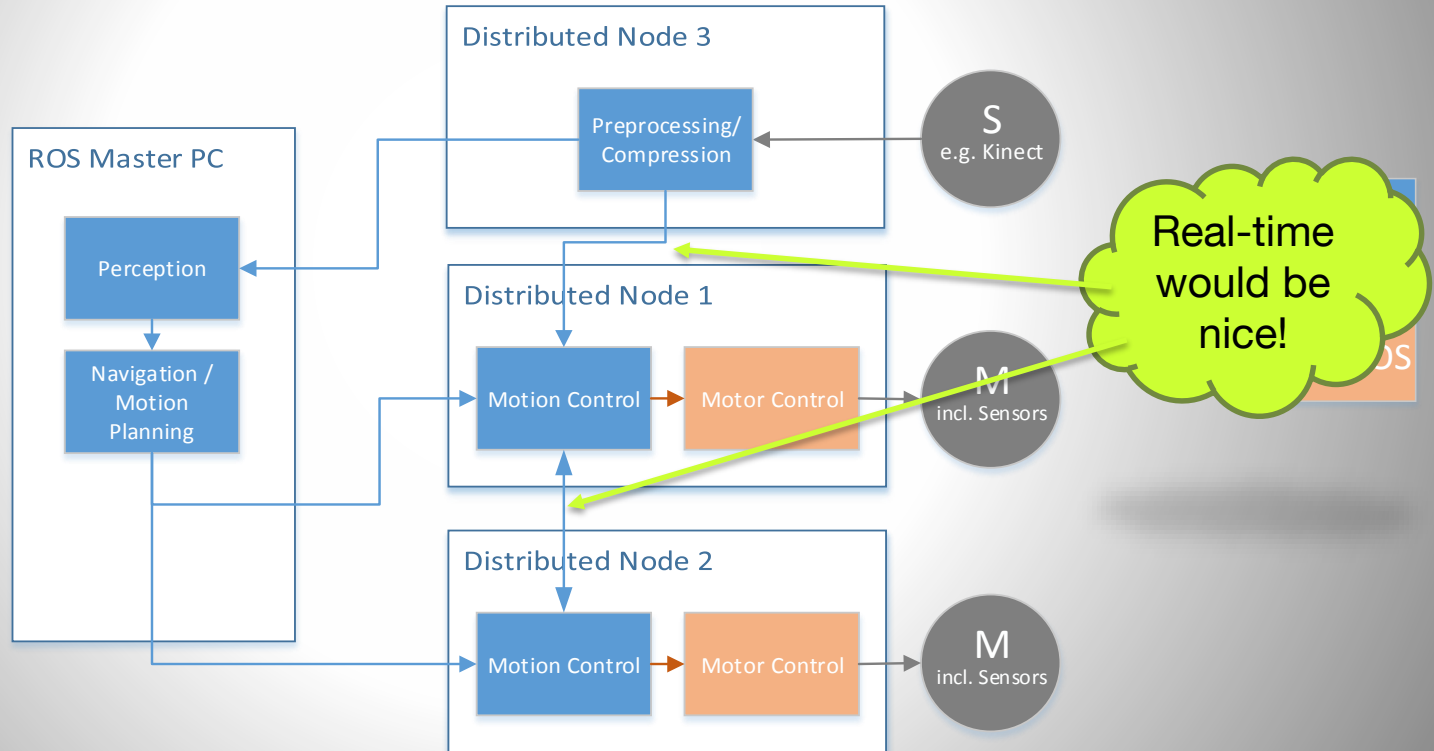 Distributed Node 3
Preprocessing/
Compression
S
e.g. Kinect
ROS Master PC
Perception
Navigation /
Motion
Planning
Distributed Node 1
Motion Control
Motor Control
M
incl. Sensors
Distributed Node 2
Motion Control
Motor Control
M
incl. Sensors
Real-time
would be
nice!